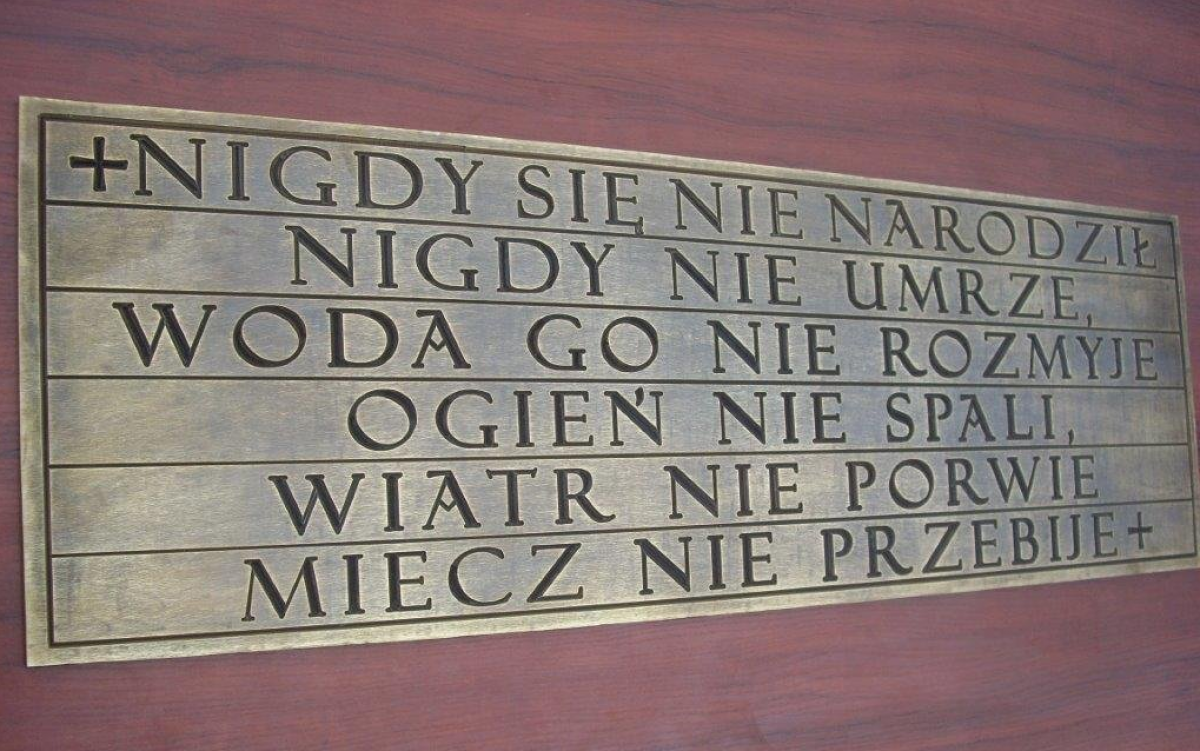 +NIGDY SIĘ NIE NARODZIŁ
NIGDY NIE UMRZE,
WODA GO NIE ROZMYJE
OGIEŃ NIE SPALI,
WIATR NIE PORWIE
MIECZ NIE PRZEBIJE+